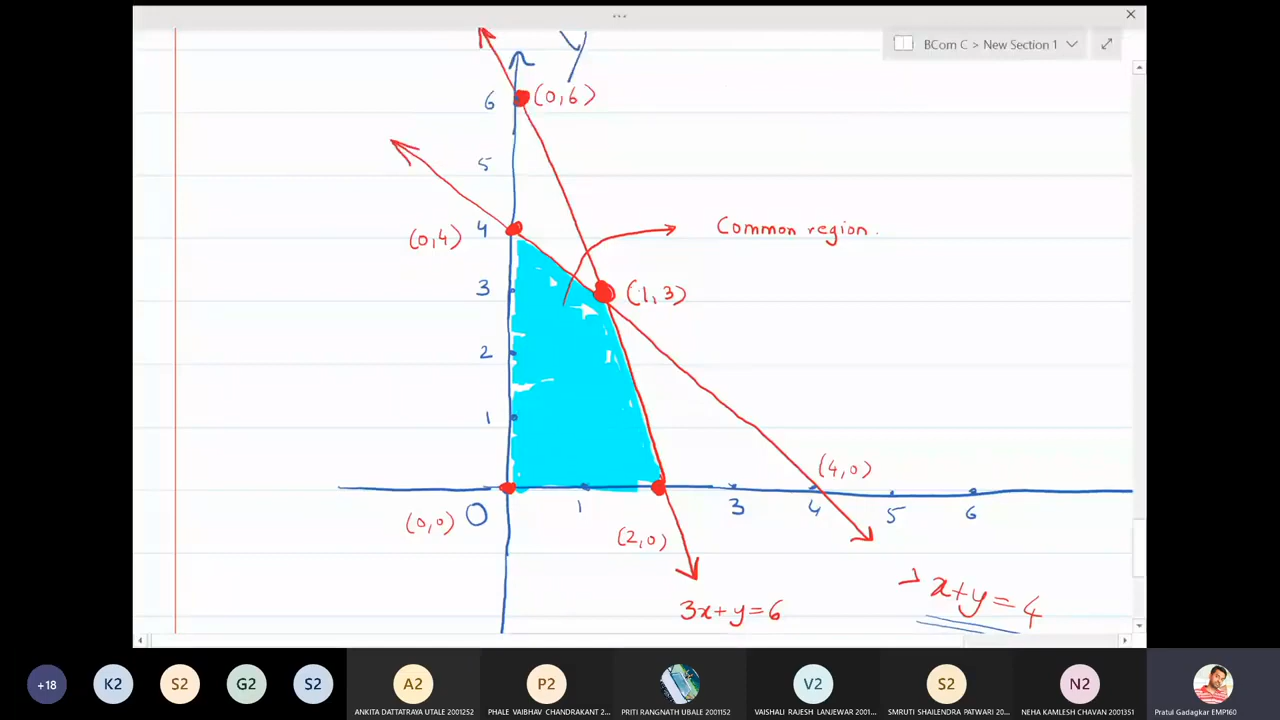 BCom C > New Section 1
y
6 (0,6)
5
(0,4) 4
Common region.
3 (1,3)
2
1
(4,0)
(0,0) O 1 3 4 5 6
(2,0)
3x+y=6
x+y=4
+18 K2 S2 G2 S2 A2 P2 V2 S2 N2
ANKITA DATTATRAYA UTALE 2001252 PHALE VAIBHAV CHANDRAKANT 2... PRITI RANGNATH UBALE 2001152 VAISHALI RAJESH LANJEWAR 2001... SMRUTI SHAILENDRA PATWARI 20... NEHA KAMLESH CHAVAN 2001351 Pratul Gadagkar EMP160